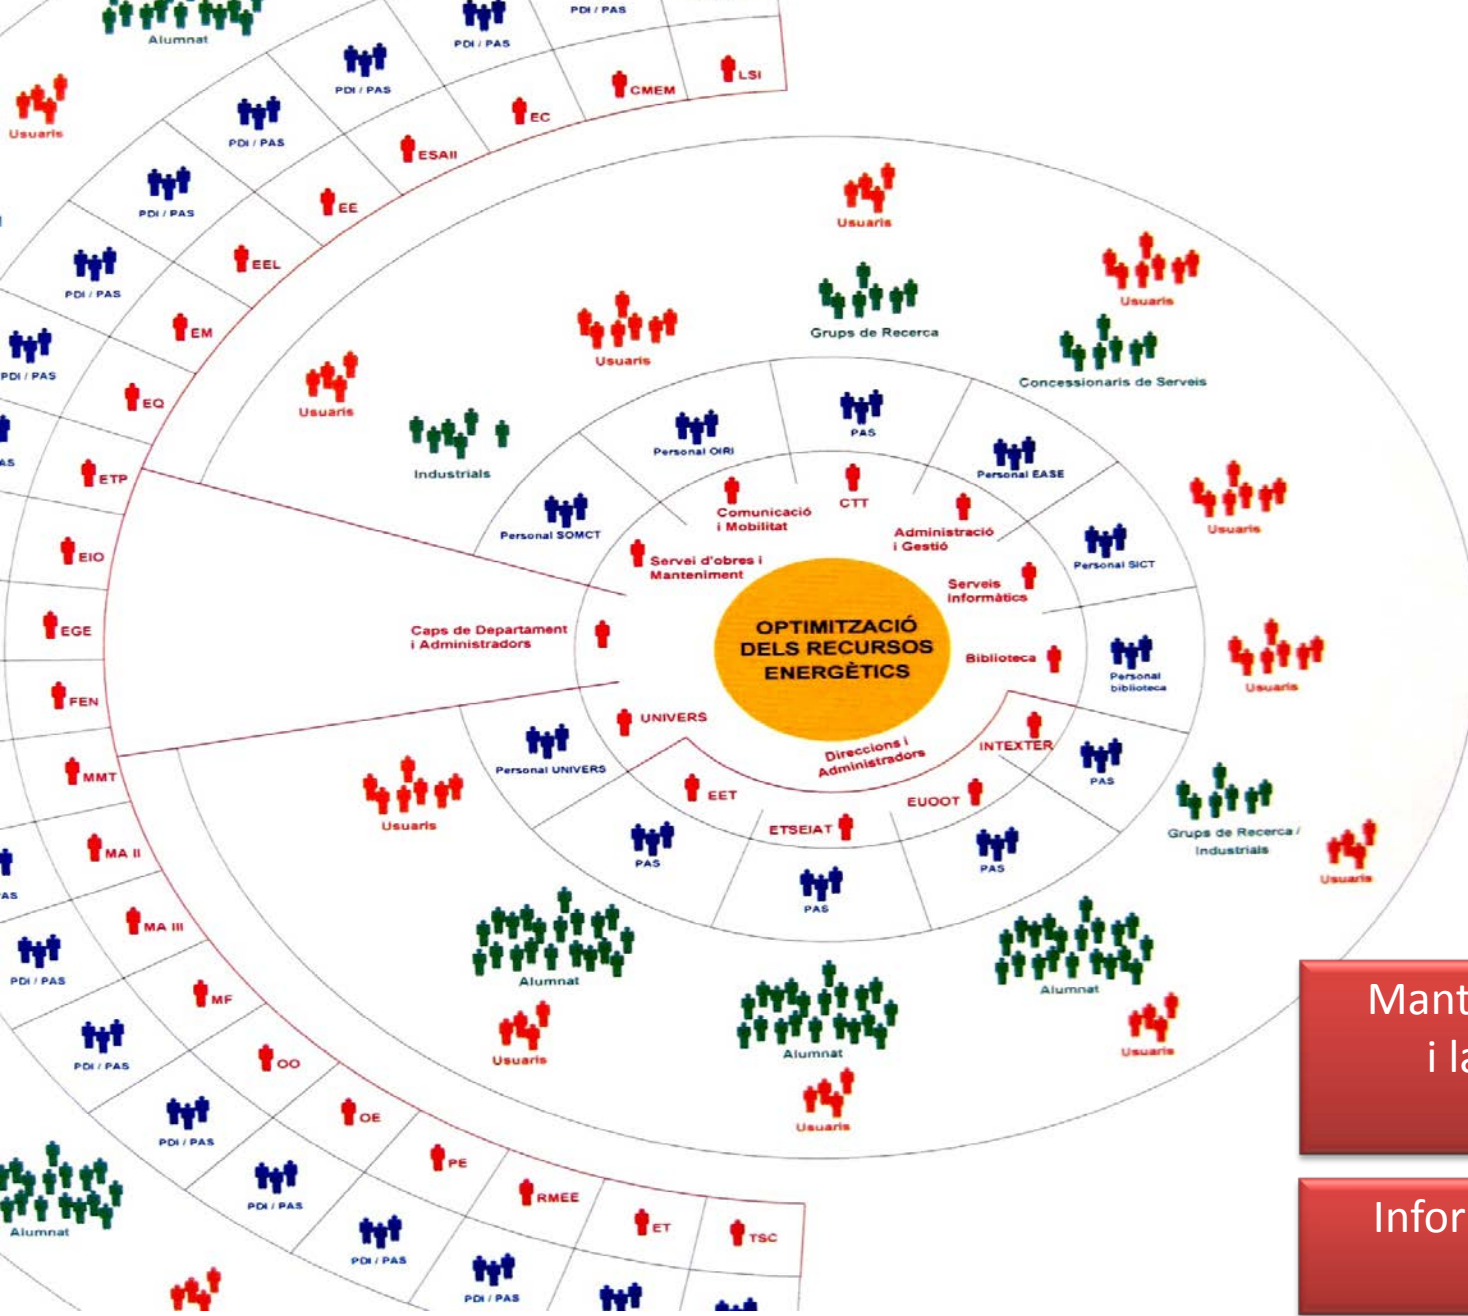 Alumnat
PDI / PAS
PDI / PAS
PDI / PAS
PDI / PAS
PDI / PAS
PDI / PAS
PDI / PAS
Usuaris
LSI
CMEM
EC
ESAII
EE
EEL
EM
EQ
ETP
EIO
EGE
FEN
MMT
MA II
MA III
MF
OO
OE
PE
RMEE
ET
TSC
Usuaris
Grups de Recerca
Usuaris
Concessionaris de Serveis
Usuaris
Usuaris
Industrials
Personal OIRI
PAS
Personal EASE
Personal SOMCT
Personal SICT
Usuaris
Comunicació
i Mobilitat
CTT
Administració
i Gestió
Servei d'obres i
Manteniment
Serveis
Informàtics
Caps de Departament
i Administradors
OPTIMITZACIÓ
DELS RECURSOS
ENERGÈTICS
Biblioteca
Personal
biblioteca
Usuaris
UNIVERS
Personal UNIVERS
Direccions i
Administradors
INTEXTER
PAS
EET
ETSEIAT
EUOOT
PAS
PAS
PAS
Usuaris
Grups de Recerca /
Industrials
Usuaris
Alumnat
Usuaris
Alumnat
Usuaris
Alumnat
Usuaris
AS
AS
PDI / PAS
PDI / PAS
PDI / PAS
PDI / PAS
PDI / PAS
PDI / PAS
Alumnat
Mant
i la
Infor